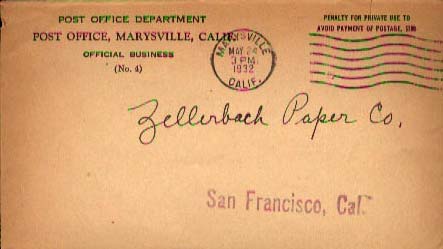 POST OFFICE DEPARTMENT
POST OFFICE, MARYSVILLE, CALIF.
OFFICIAL BUSINESS
(No. 4)
MARYSVILLE
MAY 24
3 PM
1932
CALIF.
PENALTY FOR PRIVATE USE TO
AVOID PAYMENT OF POSTAGE, $300
Zellerbach Paper Co.
San Francisco, Cal.